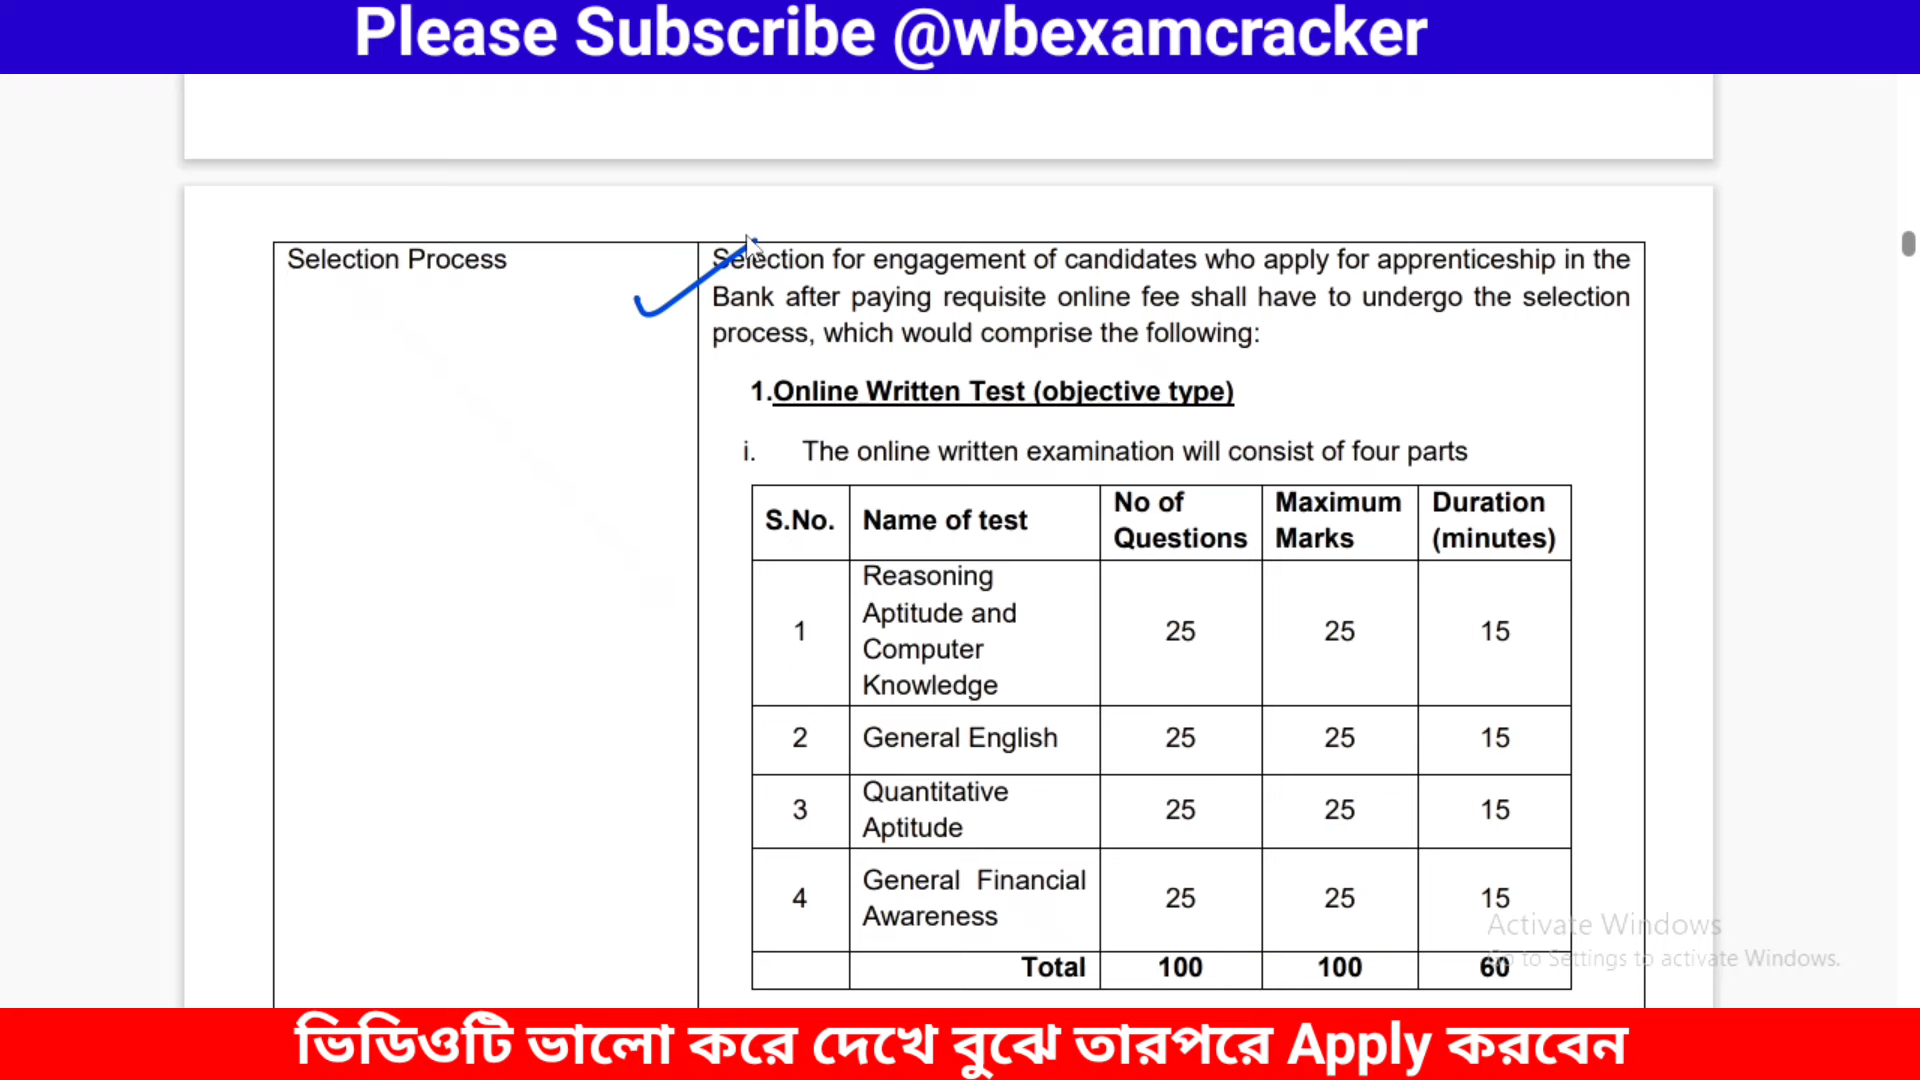 Please Subscribe @wbexamcracker
Selection Process
Selection for engagement of candidates who apply for apprenticeship in the
Bank after paying requisite online fee shall have to undergo the selection
process, which would comprise the following:
1.Online Written Test (objective type)
i. The online written examination will consist of four parts
S.No. Name of test No of Questions Maximum Marks Duration (minutes)
1 Reasoning Aptitude and Computer Knowledge 25 25 15
2 General English 25 25 15
3 Quantitative Aptitude 25 25 15
4 General Financial Awareness 25 25 15
Total 100 100 60
Activate Windows
Go to Settings to activate Windows.
ভিডিওটি ভালো করে দেখে বুঝে তারপরে Apply করবেন